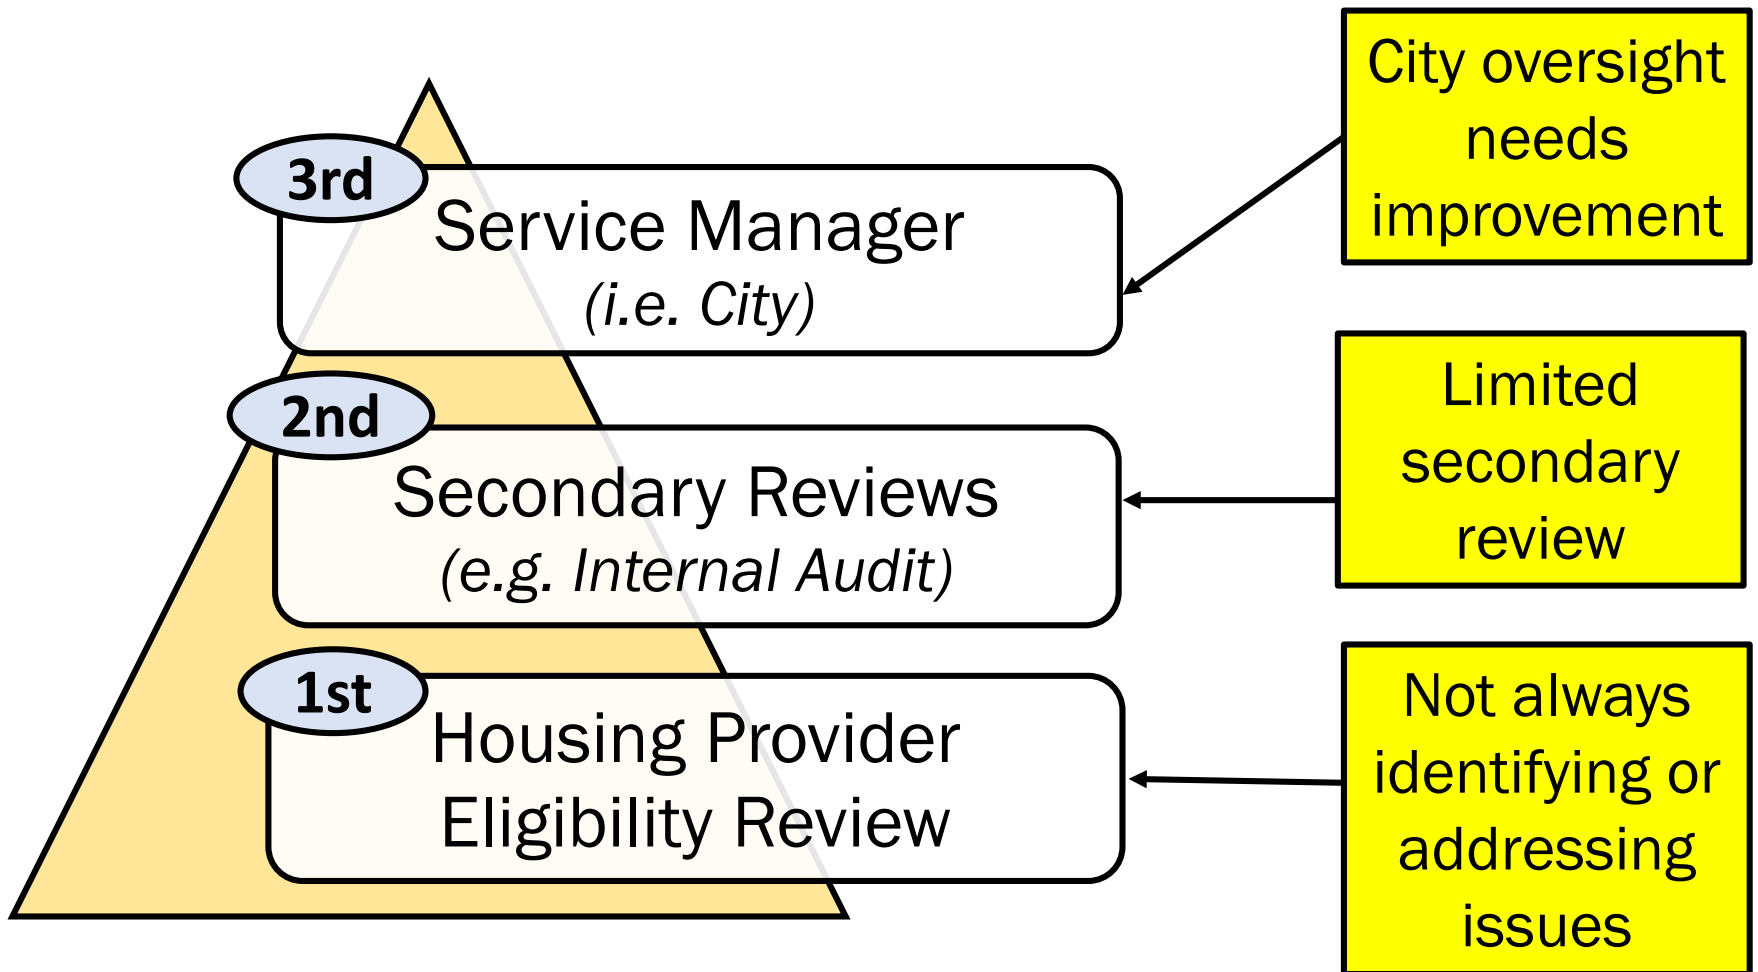 3rd
Service Manager
(i.e. City)
City oversight
needs
improvement
2nd
Secondary Reviews
(e.g. Internal Audit)
Limited
secondary
review
1st
Housing Provider
Eligibility Review
Not always
identifying or
addressing
issues